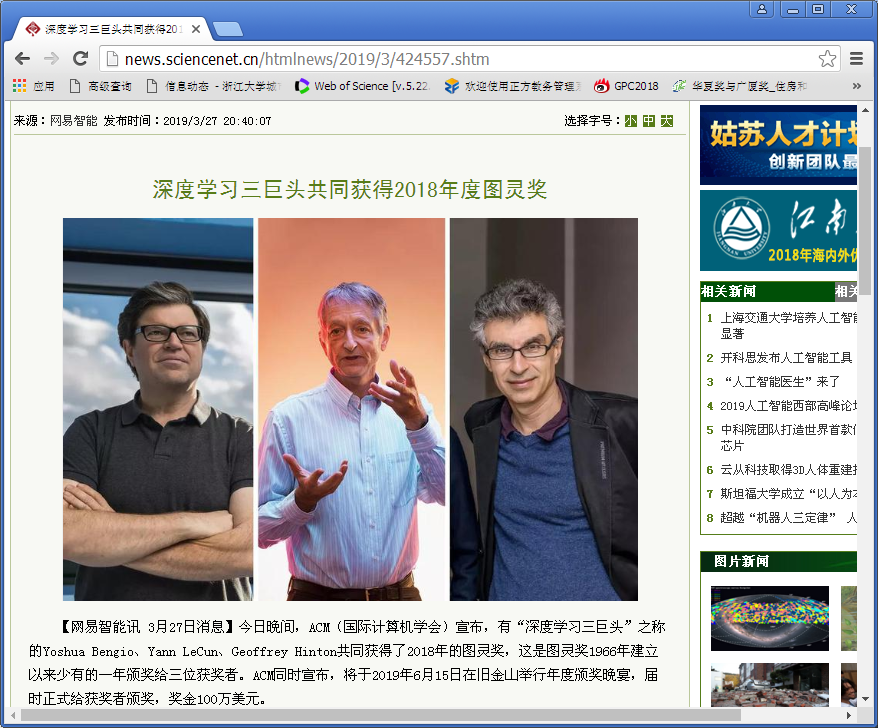 深度学习三巨头共同获得201
news.sciencenet.cn/htmlnews/2019/3/424557.shtm
应用 高级查询 信息动态 - 浙江大学城 Web of Science [v.5.22. 欢迎使用正方教务管理 GPC2018 华夏奖与广厦奖_住房和 »
来源：网易智能 发布时间：2019/3/27 20:40:07
选择字号：小 中 大
深度学习三巨头共同获得2018年度图灵奖
【网易智能讯 3月27日消息】今日晚间，ACM（国际计算机学会）宣布，有“深度学习三巨头”之称
的Yoshua Bengio、Yann LeCun、Geoffrey Hinton共同获得了2018年的图灵奖，这是图灵奖1966年建立
以来少有的一年颁奖给三位获奖者。ACM同时宣布，将于2019年6月15日在旧金山举行年度颁奖晚宴，届
时正式给获奖者颁奖，奖金100万美元。
姑苏人才计划
创新团队最
江南
JIANGNAN UNIVERSITY
2018年海内外优
相关新闻 相关
1 上海交通大学培养人工智能
显著
2 开科思发布人工智能工具
3 “人工智能医生”来了
4 2019人工智能西部高峰论坛
5 中科院团队打造世界首款
芯片
6 云从科技取得3D人体重建技
7 斯坦福大学成立“以人为本
8 超越“机器人三定律” 人
图片新闻